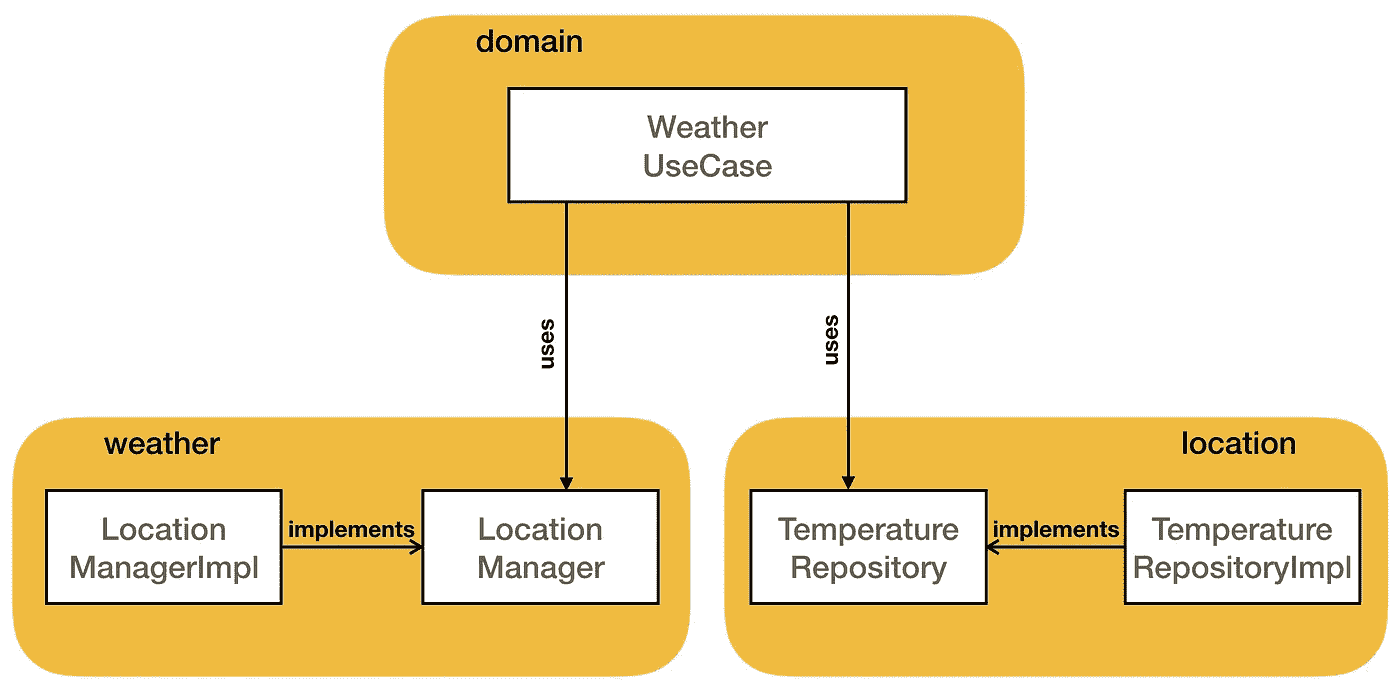 domain
Weather
UseCase
uses
uses
weather
location
Location
ManagerImpl
implements
Location
Manager
Temperature
Repository
implements
Temperature
RepositoryImpl